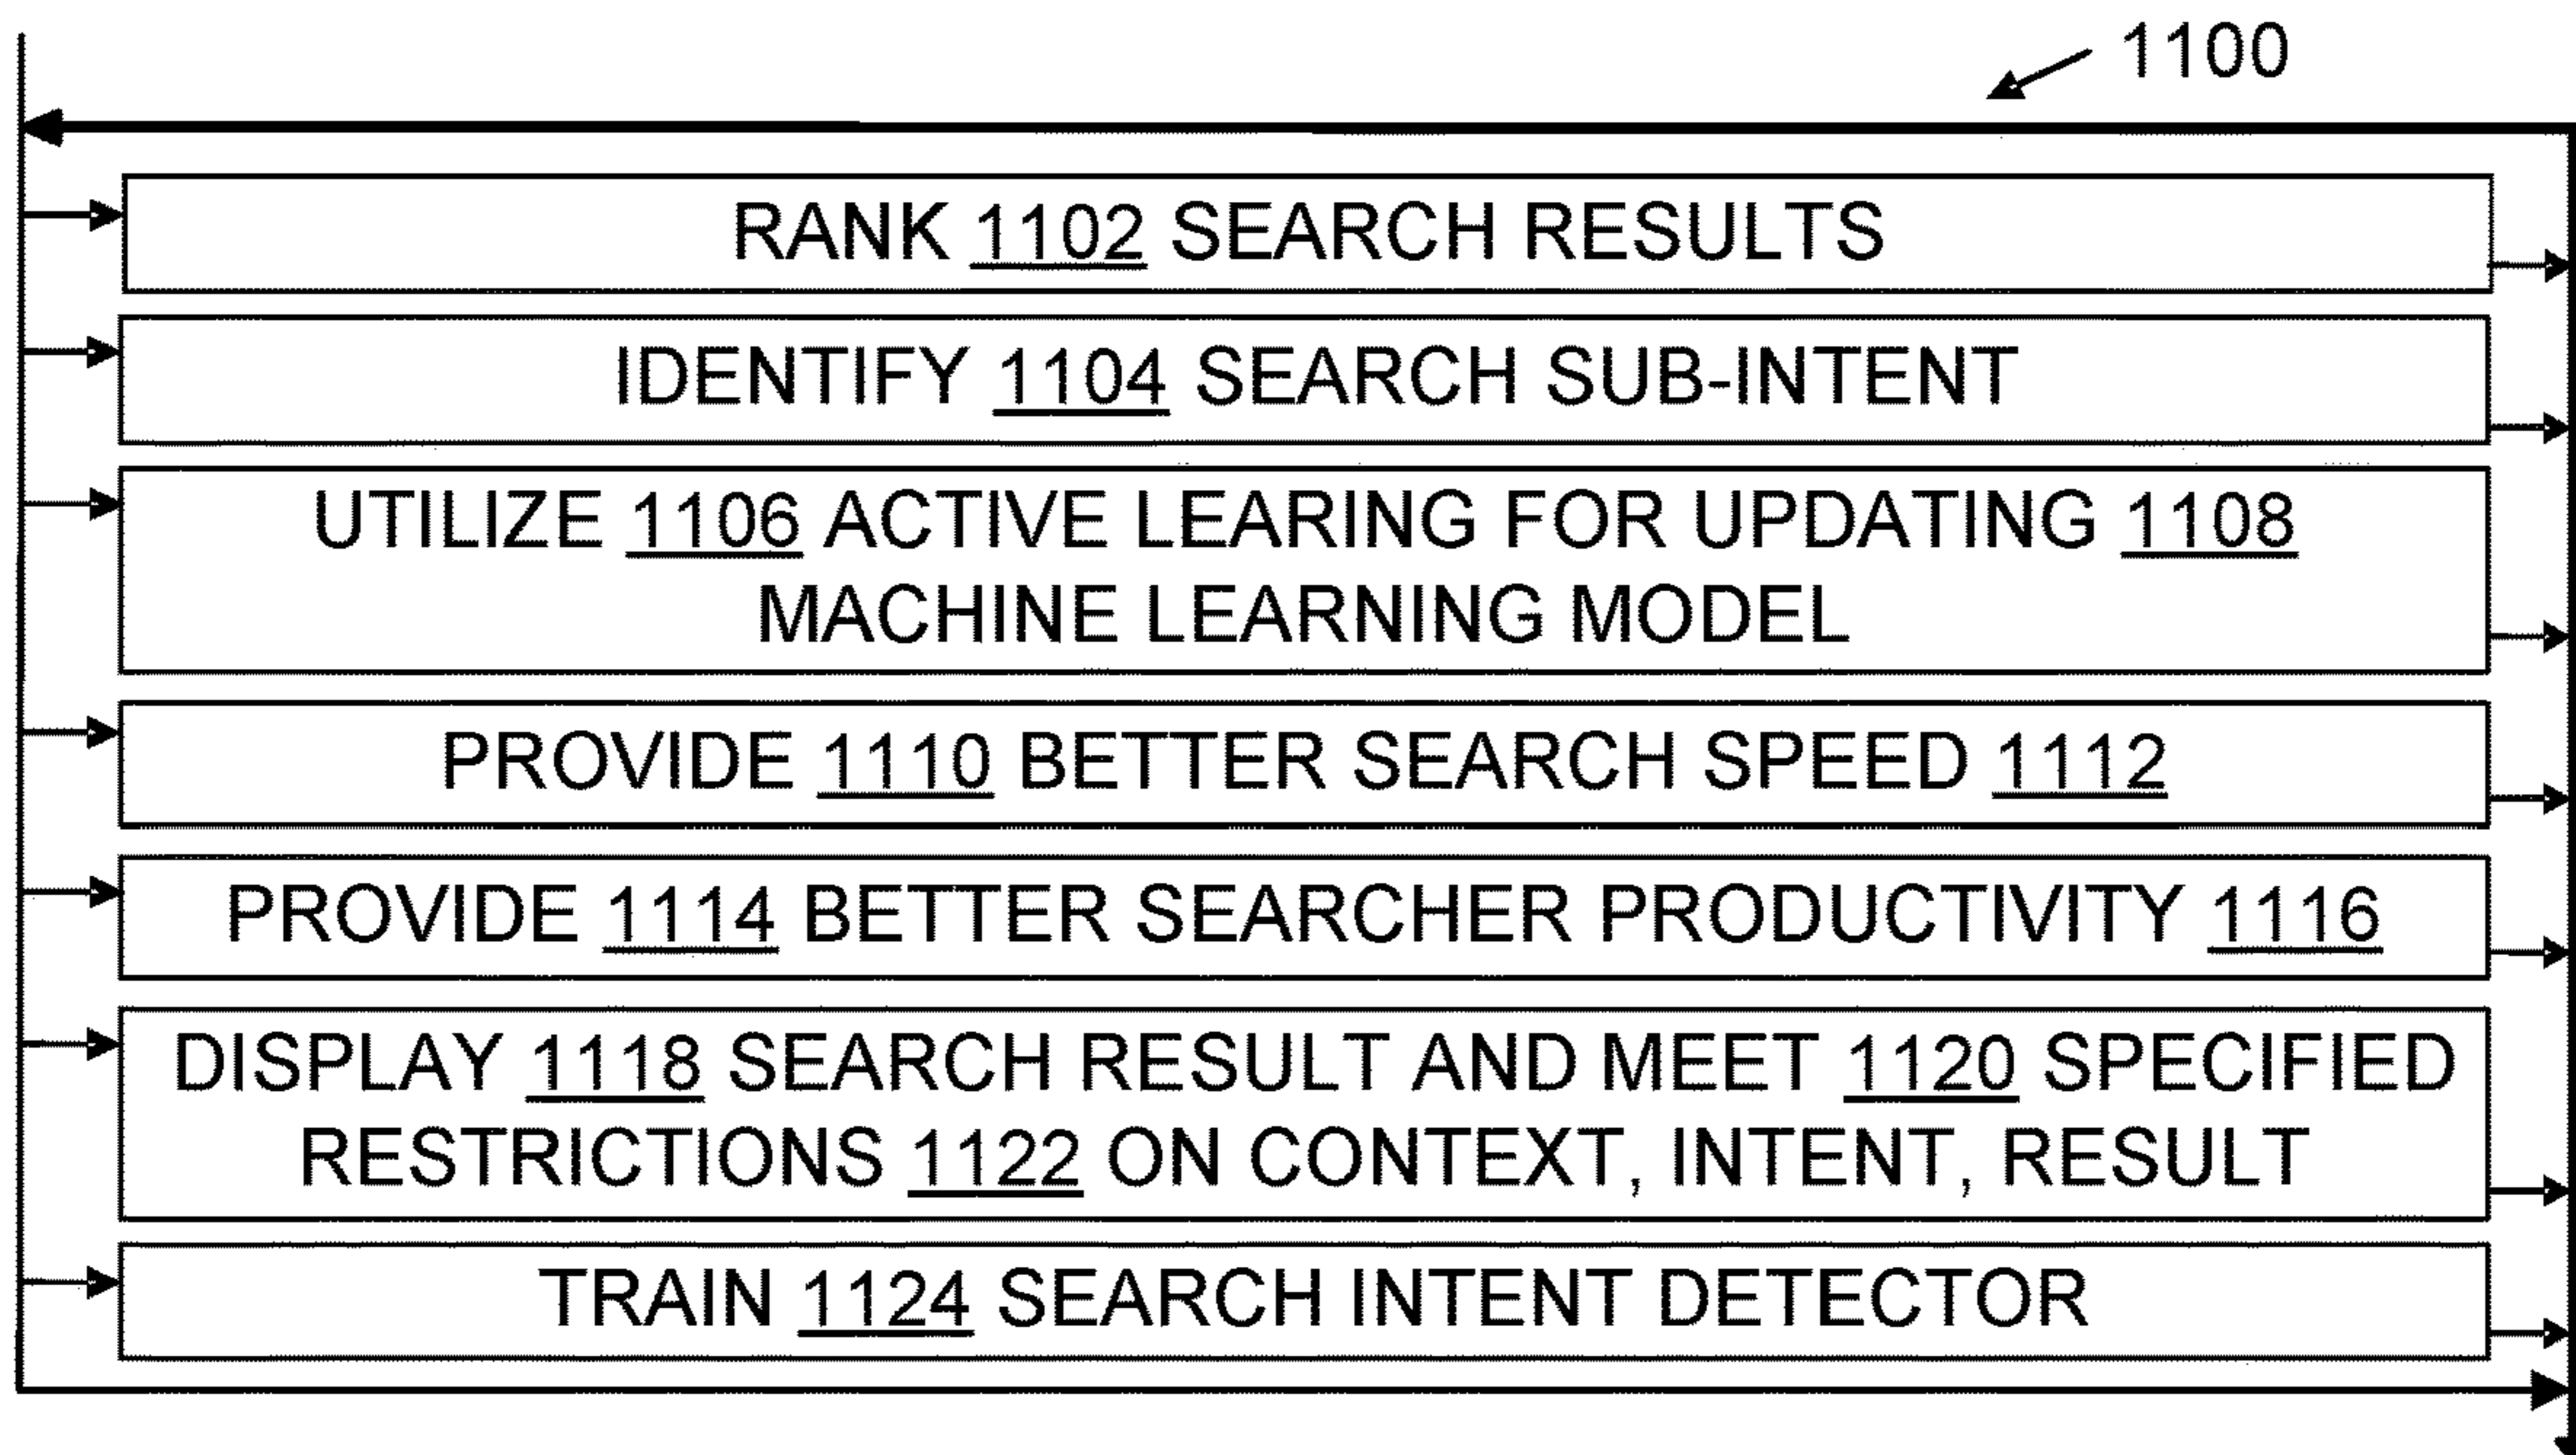 1100
RANK 1102 SEARCH RESULTS
IDENTIFY 1104 SEARCH SUB-INTENT
UTILIZE 1106 ACTIVE LEARING FOR UPDATING 1108
MACHINE LEARNING MODEL
PROVIDE 1110 BETTER SEARCH SPEED 1112
PROVIDE 1114 BETTER SEARCHER PRODUCTIVITY 1116
DISPLAY 1118 SEARCH RESULT AND MEET 1120 SPECIFIED
RESTRICTIONS 1122 ON CONTEXT, INTENT, RESULT
TRAIN 1124 SEARCH INTENT DETECTOR